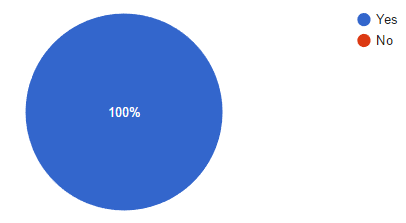 Yes
No
100%